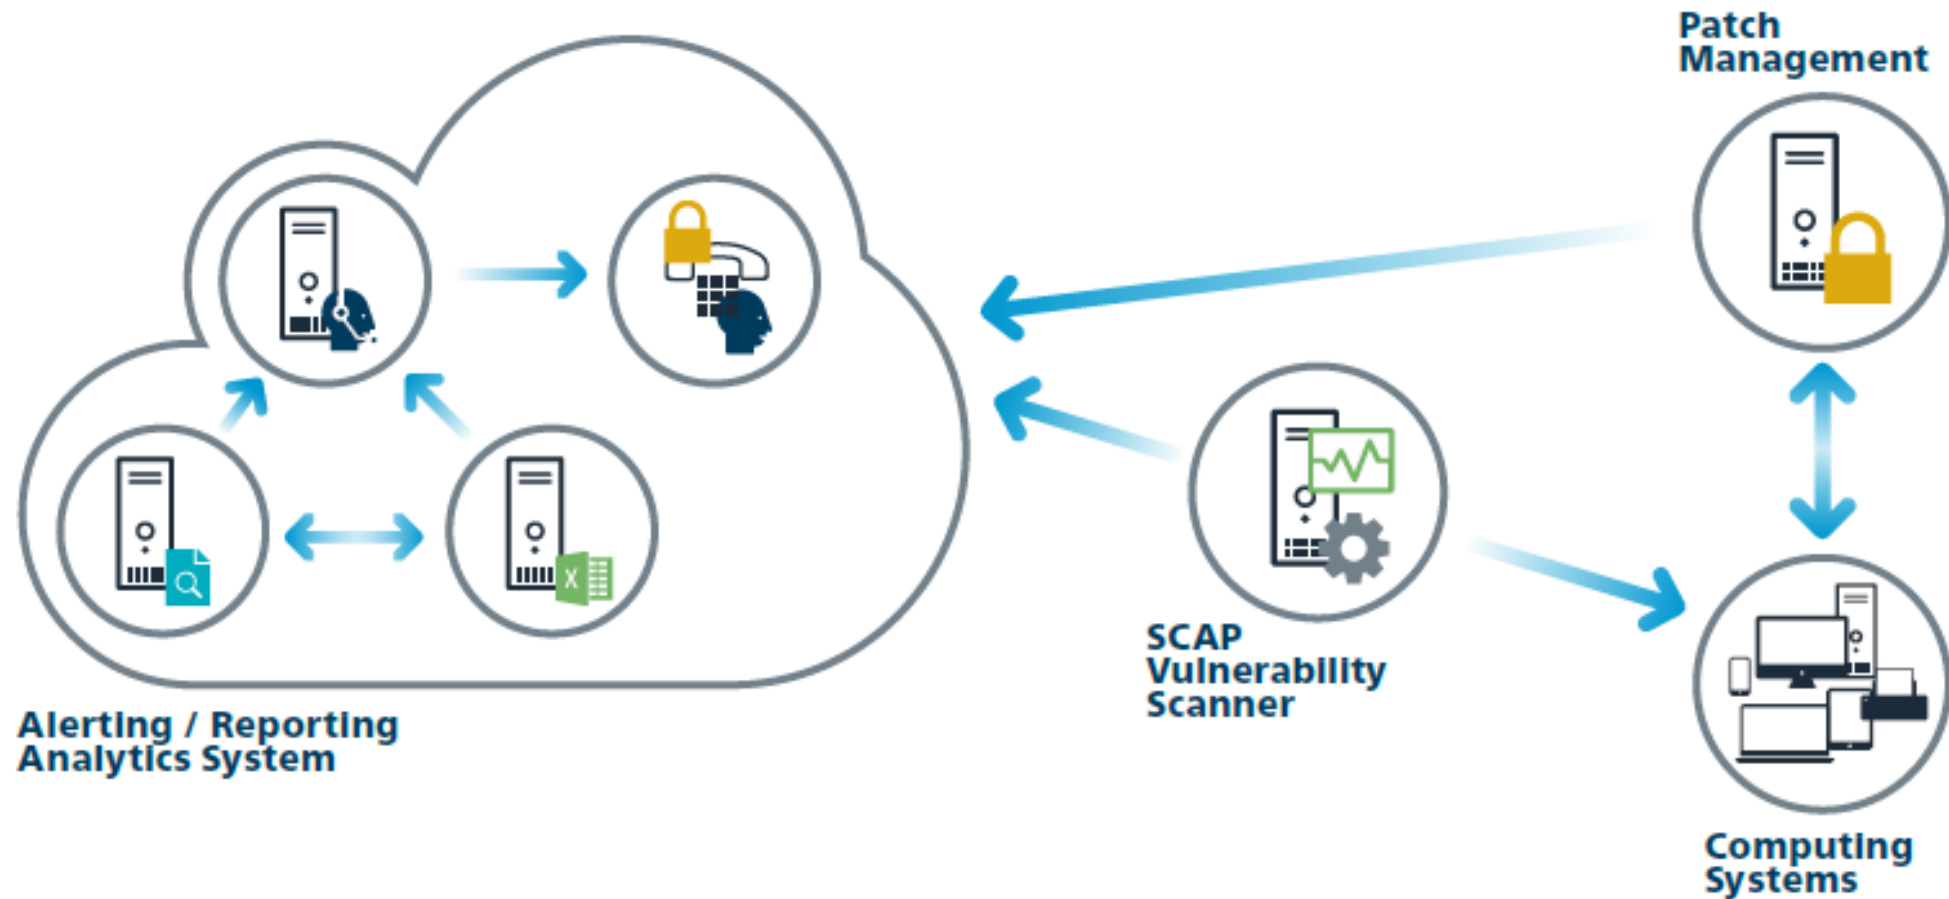 Patch
Management
SCAP
Vulnerability
Scanner
Alerting / Reporting
Analytics System
Computing
Systems
X